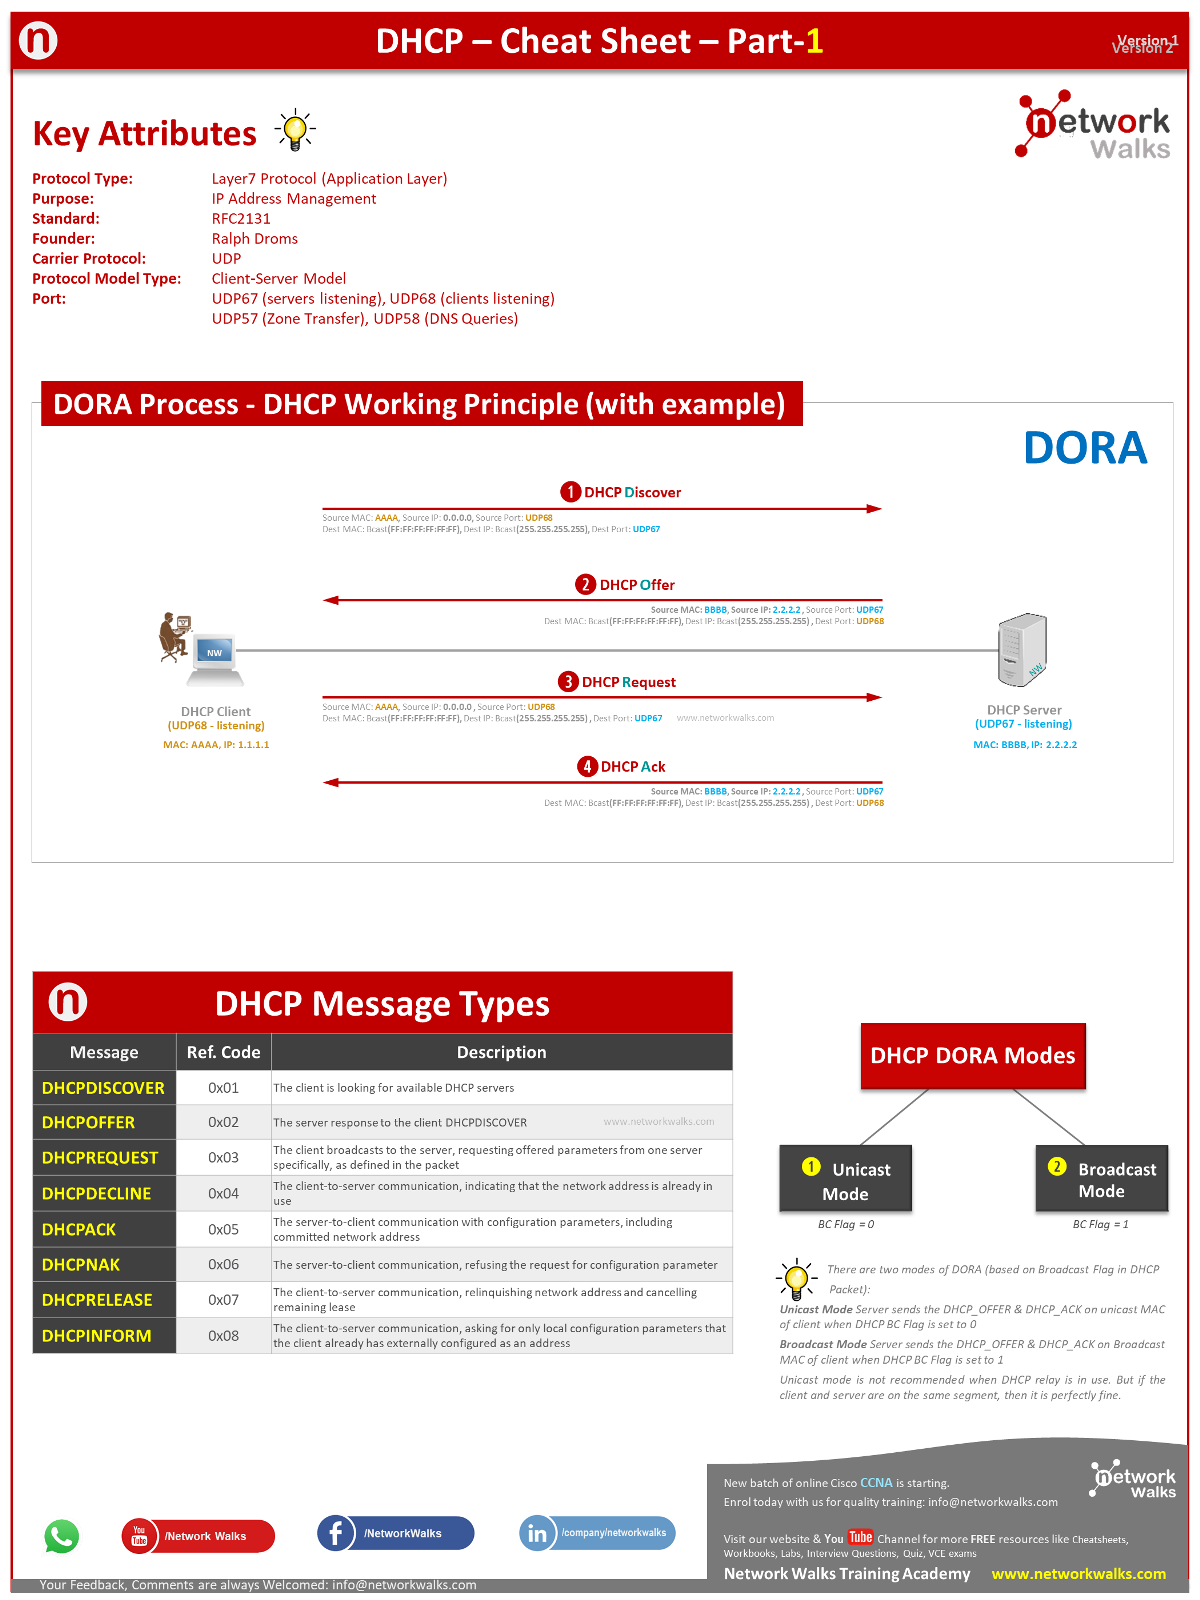 n
DHCP – Cheat Sheet – Part-1
Version 1
Version 2
Key Attributes
network
Walks
Protocol Type: Layer7 Protocol (Application Layer)
Purpose: IP Address Management
Standard: RFC2131
Founder: Ralph Droms
Carrier Protocol: UDP
Protocol Model Type: Client-Server Model
Port: UDP67 (servers listening), UDP68 (clients listening)
UDP57 (Zone Transfer), UDP58 (DNS Queries)
DORA Process - DHCP Working Principle (with example)
DORA
1 DHCP Discover
Source MAC: AAAA, Source IP: 0.0.0.0, Source Port: UDP68
Dest MAC: Bcast(FF:FF:FF:FF:FF:FF), Dest IP: Bcast(255.255.255.255), Dest Port: UDP67
2 DHCP Offer
Source MAC: BBBB, Source IP: 2.2.2.2 , Source Port: UDP67
Dest MAC: Bcast(FF:FF:FF:FF:FF:FF), Dest IP: Bcast(255.255.255.255) , Dest Port: UDP68
NW
NW
3 DHCP Request
Source MAC: AAAA, Source IP: 0.0.0.0 , Source Port: UDP68
Dest MAC: Bcast(FF:FF:FF:FF:FF:FF), Dest IP: Bcast(255.255.255.255) , Dest Port: UDP67 www.networkwalks.com
DHCP Client
(UDP68 - listening)
MAC: AAAA, IP: 1.1.1.1
DHCP Server
(UDP67 - listening)
MAC: BBBB, IP: 2.2.2.2
4 DHCP Ack
Source MAC: BBBB, Source IP: 2.2.2.2 , Source Port: UDP67
Dest MAC: Bcast(FF:FF:FF:FF:FF:FF), Dest IP: Bcast(255.255.255.255) , Dest Port: UDP68
n
DHCP Message Types
Message Ref. Code Description
DHCPDISCOVER 0x01 The client is looking for available DHCP servers
DHCPOFFER 0x02 The server response to the client DHCPDISCOVER www.networkwalks.com
DHCPREQUEST 0x03 The client broadcasts to the server, requesting offered parameters from one server
specifically, as defined in the packet
DHCPDECLINE 0x04 The client-to-server communication, indicating that the network address is already in
use
DHCPACK 0x05 The server-to-client communication with configuration parameters, including
committed network address
DHCPNAK 0x06 The server-to-client communication, refusing the request for configuration parameter
DHCPRELEASE 0x07 The client-to-server communication, relinquishing network address and cancelling
remaining lease
DHCPINFORM 0x08 The client-to-server communication, asking for only local configuration parameters that
the client already has externally configured as an address
DHCP DORA Modes
1 Unicast
Mode
BC Flag = 0
2 Broadcast
Mode
BC Flag = 1
There are two modes of DORA (based on Broadcast Flag in DHCP
Packet):
Unicast Mode Server sends the DHCP_OFFER & DHCP_ACK on unicast MAC
of client when DHCP BC Flag is set to 0
Broadcast Mode Server sends the DHCP_OFFER & DHCP_ACK on Broadcast
MAC of client when DHCP BC Flag is set to 1
Unicast mode is not recommended when DHCP relay is in use. But if the
client and server are on the same segment, then it is perfectly fine.
You
Tube
/Network Walks
f /NetworkWalks
in /company/networkwalks
New batch of online Cisco CCNA is starting.
Enrol today with us for quality training: info@networkwalks.com
network
Walks
Visit our website & You Tube Channel for more FREE resources like Cheatsheets,
Workbooks, Labs, Interview Questions, Quiz, VCE exams
Network Walks Training Academy www.networkwalks.com
Your Feedback, Comments are always Welcomed: info@networkwalks.com